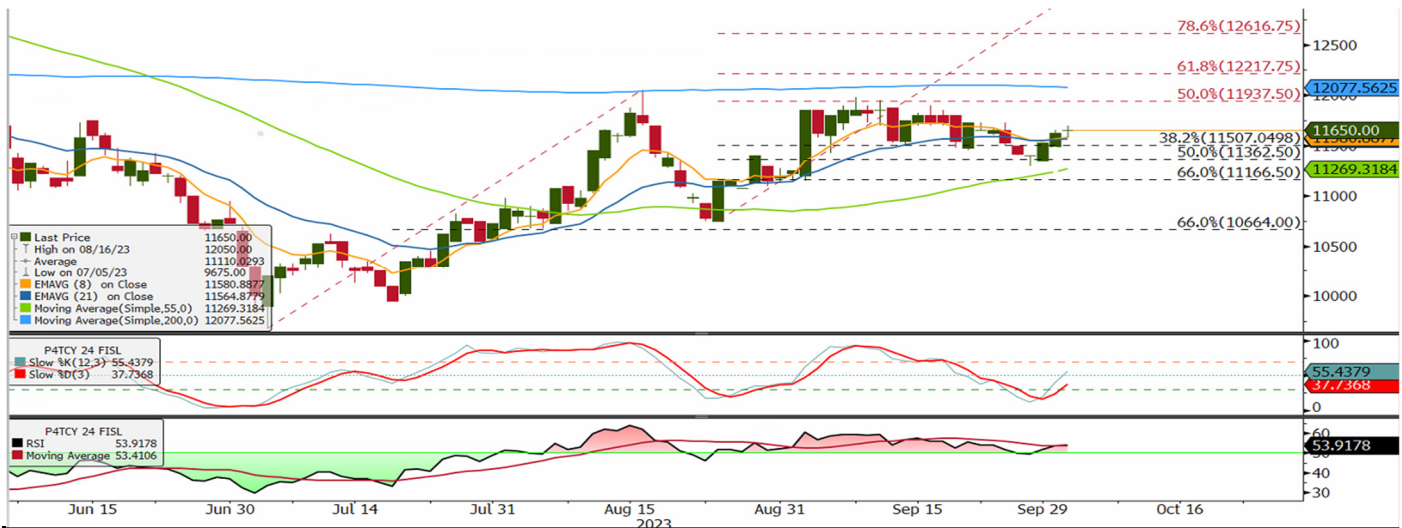 78.6%(12616.75)
12500
61.8%(12217.75)
12077.5625
50.0%(11937.50)
12000
11650.00
38.2%(11507.0498)
11580.8877
11500
50.0%(11362.50)
11269.3184
66.0%(11166.50)
11000
66.0%(10664.00)
10500
10000
Last Price 11650.00
High on 08/16/23 12050.00
Average 11110.0293
Low on 07/05/23 9675.00
EMAVG (8) on Close 11580.8877
EMAVG (21) on Close 11564.8779
Moving Average(Simple,55,0) 11269.3184
Moving Average(Simple,200,0) 12077.5625
P4TCY 24 FISL
Slow %K(12,3) 55.4379
Slow %D(3) 37.7368
100
55.4379
37.7368
0
P4TCY 24 FISL
RSI 53.9178
Moving Average 53.4106
60
53.9178
50
40
30
Jun 15 Jun 30 Jul 14 Jul 31 Aug 15 Aug 31 Sep 15 Sep 29 Oct 16
2023